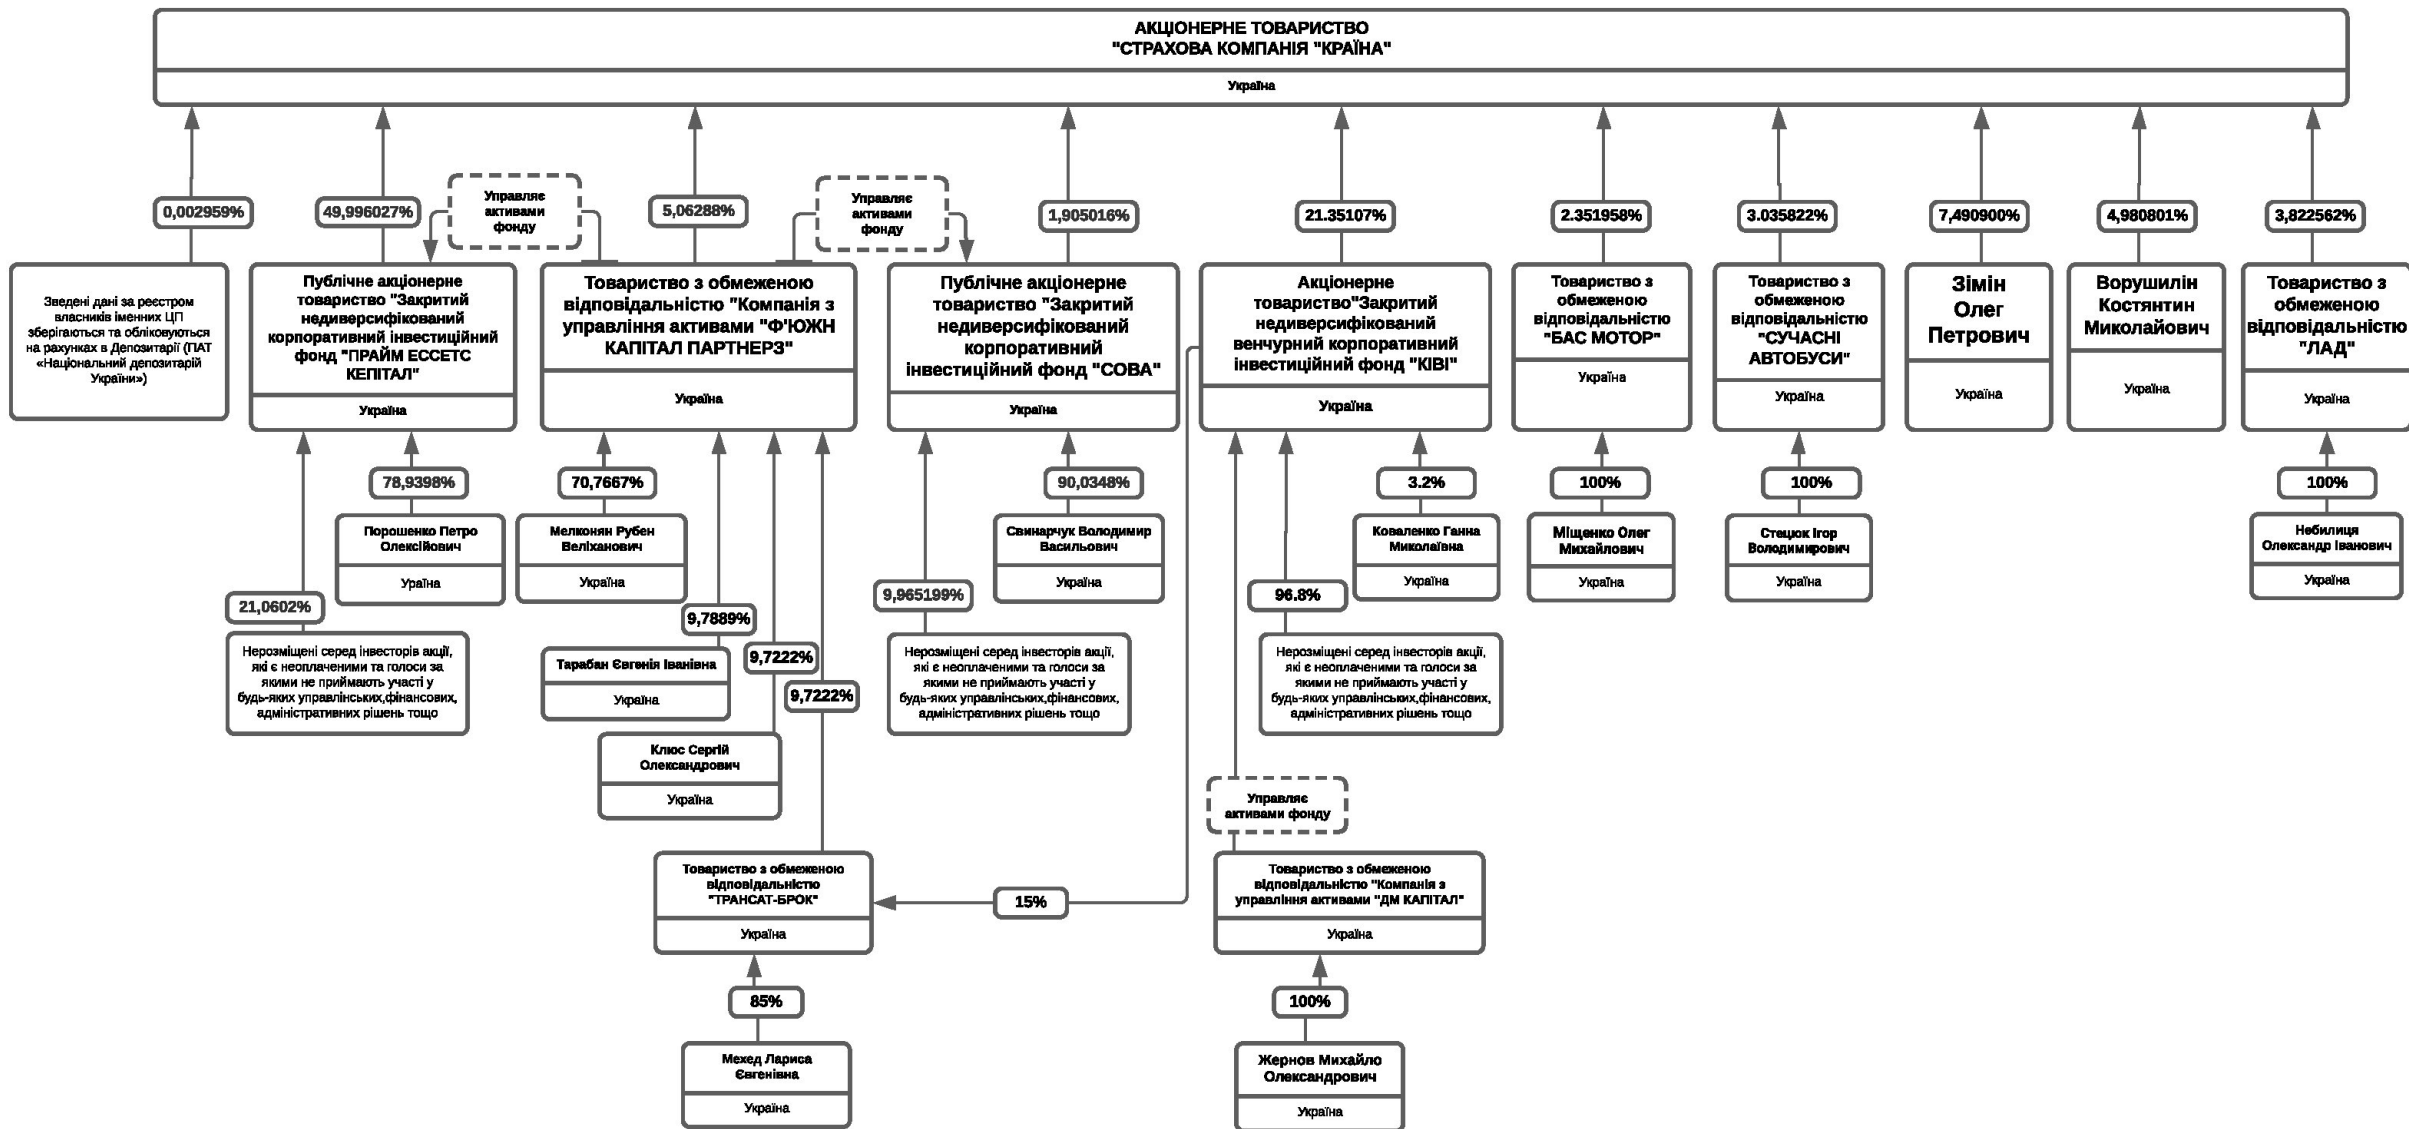 АКЦІОНЕРНЕ ТОВАРИСТВО
"СТРАХОВА КОМПАНІЯ "КРАЇНА"
Україна
0,002959%
49,996027%
Управляє
активами
фонду
5,06288%
Управляє
активами
фонду
1,905016%
21.35107%
2.351958%
3.035822%
7,490900%
4,980801%
3,822562%
Зведені дані за реєстром
власників іменних ЦП
зберігаються та обліковуються
на рахунках в Депозитарії (ПАТ
«Національний депозитарій
України»)
Публічне акціонерне
товариство "Закритий
недиверсифікований
корпоративний інвестиційний
фонд "ПРАЙМ ЕССЕТС
КЕПІТАЛ"
Україна
Товариство з обмеженою
відповідальністю "Компанія з
управління активами "Ф'ЮЖН
КАПІТАЛ ПАРТНЕРЗ"
Україна
Публічне акціонерне
товариство "Закритий
недиверсифікований
корпоративний
інвестиційний фонд "СОВА"
Україна
Акціонерне
товариство"Закритий
недиверсифікований
венчурний корпоративний
інвестиційний фонд "КІВІ"
Україна
Товариство з
обмеженою
відповідальністю
"БАС МОТОР"
Україна
Товариство з
обмеженою
відповідальністю
"СУЧАСНІ
АВТОБУСИ"
Україна
Зімін
Олег
Петрович
Україна
Ворушилін
Костянтин
Миколайович
Україна
Товариство з
обмеженою
відповідальністю
"ЛАД"
Україна
78,9398%
Порошенко Петро
Олексійович
Ураїна
21,0602%
Нерозміщені серед інвесторів акції,
які є неоплаченими та голоси за
якими не приймають участі у
будь-яких управлінських,фінансових,
адміністративних рішень тощо
70,7667%
Мелконян Рубен
Веліханович
Україна
9,7889%
Тарабан Євгенія Іванівна
Україна
9,7222%
Клюс Сергій
Олександрович
Україна
9,7222%
90,0348%
Свинарчук Володимир
Васильович
Україна
9,965199%
Нерозміщені серед інвесторів акції,
які є неоплаченими та голоси за
якими не приймають участі у
будь-яких управлінських,фінансових,
адміністративних рішень тощо
3.2%
Коваленко Ганна
Миколаївна
Україна
96.8%
Нерозміщені серед інвесторів акції,
які є неоплаченими та голоси за
якими не приймають участі у
будь-яких управлінських,фінансових,
адміністративних рішень тощо
100%
Міщенко Олег
Михайлович
Україна
100%
Стецюк Ігор
Володимирович
Україна
100%
Небилиця
Олександр Іванович
Україна
Управляє
активами фонду
Товариство з обмеженою
відповідальністю
"ТРАНСАТ-БРОК"
Україна
15%
Товариство з обмеженою
відповідальністю "Компанія з
управління активами "ДМ КАПІТАЛ"
Україна
85%
Мехед Лариса
Євгенівна
Україна
100%
Жернов Михайло
Олександрович
Україна